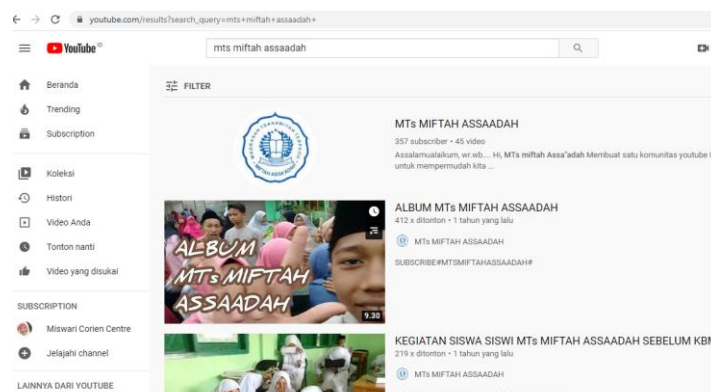 youtube.com/results?search_query=mts+miftah+assaadah+
YouTube ID
mts miftah assaadah
Beranda
Trending
Subscription
Koleksi
Histori
Video Anda
Tonton nanti
Video yang disukai
SUBSCRIPTION
Miswari Corien Centre
Jelajahi channel
LAINNYA DARI YOUTUBE
FILTER
MTs MIFTAH ASSAADAH
357 subscriber • 45 video
Assalamualaikum, wr.wb.... Hi, MTs miftah Assa"adah Membuat satu komunitas youtube
untuk mempermudah kita ...
ALBUM
MTs MIFTAH
ASSAADAH
9.30
ALBUM MTs MIFTAH ASSAADAH
412 x ditonton • 1 tahun yang lalu
MTs MIFTAH ASSAADAH
SUBSCRIBE#MTSMIFTAHASSAADAH#
KEGIATAN SISWA SISWI MTs MIFTAH ASSAADAH SEBELUM KBM
219 x ditonton • 1 tahun yang lalu
MTs MIFTAH ASSAADAH